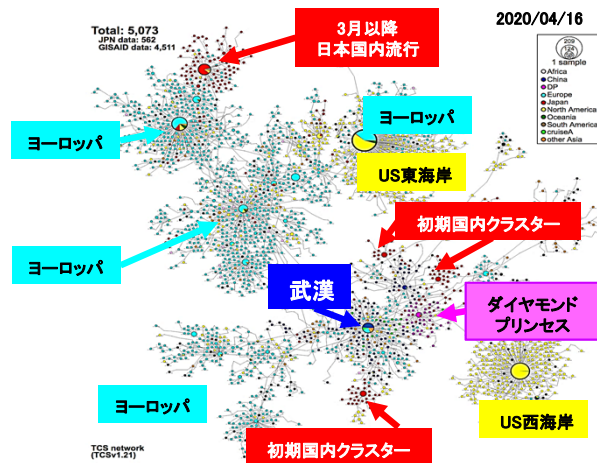 2020/04/16
Total: 5,073
JPN data: 562
GISAID data: 4,511
3月以降
日本国内流行
1 sample
Africa
China
DP
Europe
Japan
North America
Oceania
South America
cruiseA
other Asia
ヨーロッパ
ヨーロッパ
US東海岸
初期国内クラスター
ヨーロッパ
武漢
ダイヤモンド
プリンセス
ヨーロッパ
US西海岸
初期国内クラスター
TCS network
(TCSv1.21)